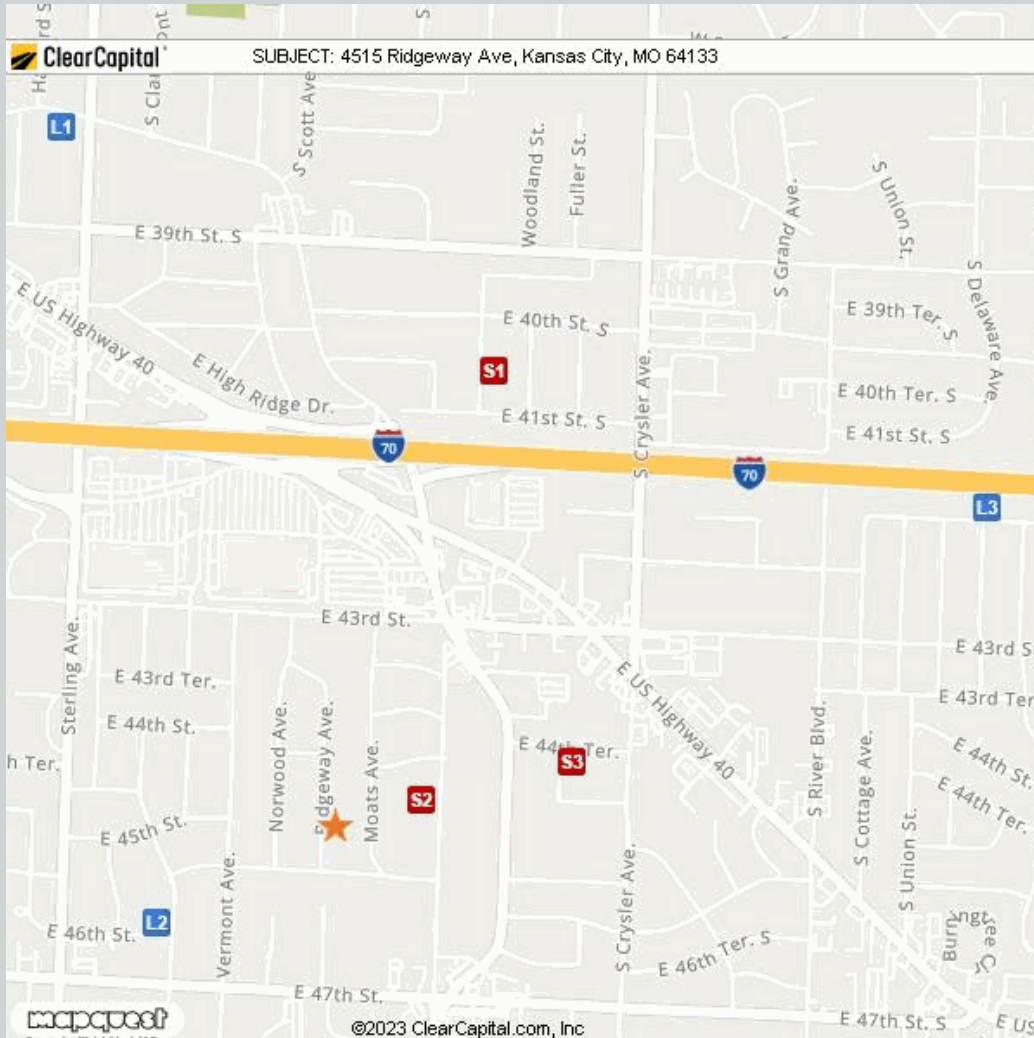 ClearCapital
SUBJECT: 4515 Ridgeway Ave, Kansas City, MO 64133
L1
S Scott Ave
Woodland St.
Fuller St.
S Grand Ave.
S Union St.
E 39th St. S
S Delaware Ave.
E US Highway 40
E 40th St. S
E 39th Ter. S
S1
E High Ridge Dr.
E 40th Ter. S
E 41st St. S
S Crysler Ave.
E 41st St. S
70
70
L3
E 43rd St.
Sterling Ave.
E 43rd S
E 43rd Ter.
E US Highway 40
E 43rd Ter
E 44th St.
Norwood Ave.
Ridgeway Ave.
Moats Ave.
E 44th Ter.
S3
S River Blvd.
S Cottage Ave.
E 44th St.
h Ter.
S2
E 44th Ter.
E 45th St.
S Union St.
Vermont Ave.
S Crysler Ave.
L2
E 46th St.
E 46th Ter. S
E 47th St.
E 47th St. S
E US
mapquest
©2023 ClearCapital.com, Inc